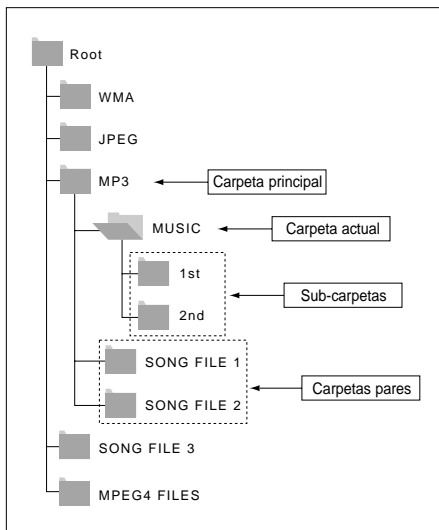 Root
WMA
JPEG
MP3
Carpeta principal
MUSIC
Carpeta actual
1st
Sub-carpetas
2nd
SONG FILE 1
Carpetas pares
SONG FILE 2
SONG FILE 3
MPEG4 FILES